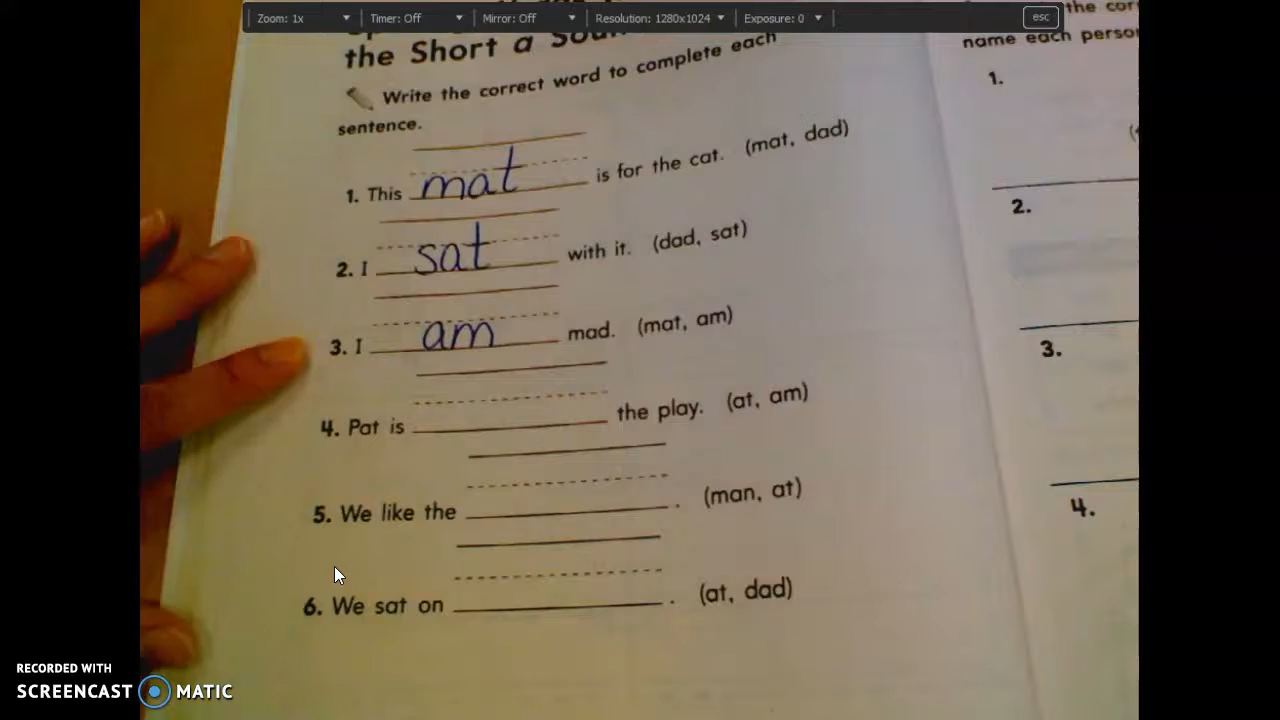 Zoom: 1x Timer: Off Mirror: Off Resolution: 1280x1024 Exposure: 0 esc
the Short a
Write the correct word to complete each
sentence.
1. This mat is for the cat. (mat, dad)
2. I sat with it. (dad, sat)
3. I am mad. (mat, am)
4. Pat is the play. (at, am)
5. We like the . (man, at)
6. We sat on . (at, dad)
the
name each
1.
2.
3.
4.
RECORDED WITH
SCREENCAST MATIC